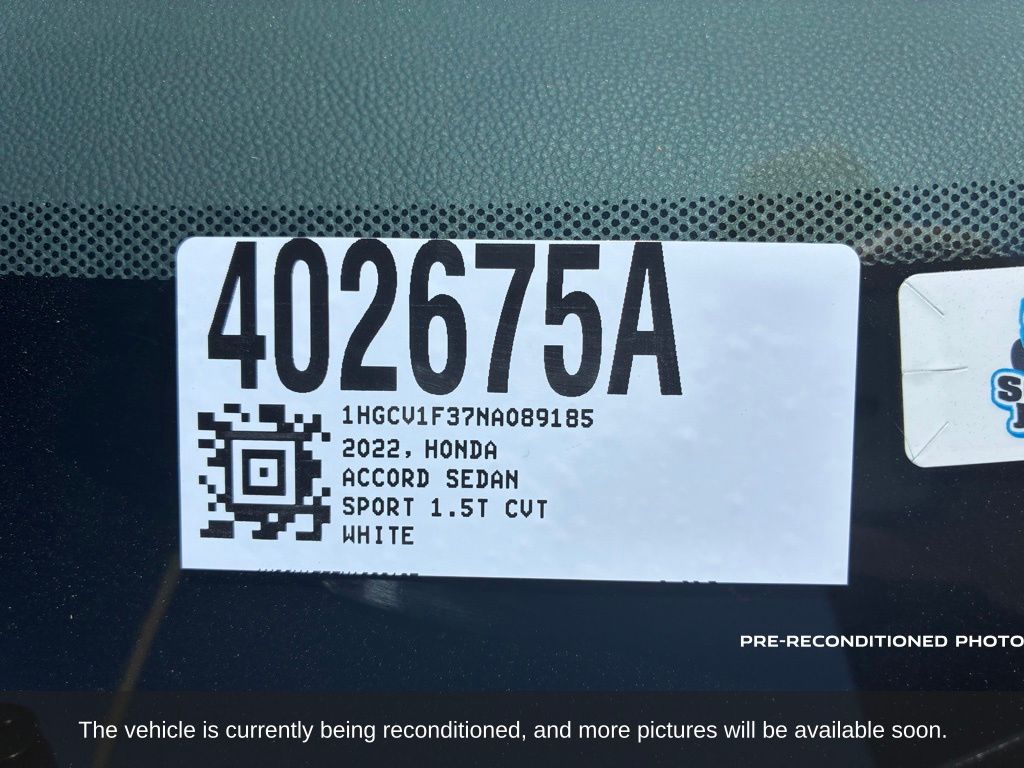 402675A
1HGCV1F37NA089185
2022, HONDA
ACCORD SEDAN
SPORT 1.5T CVT
WHITE
PRE-RECONDITIONED PHOTO
The vehicle is currently being reconditioned, and more pictures will be available soon.